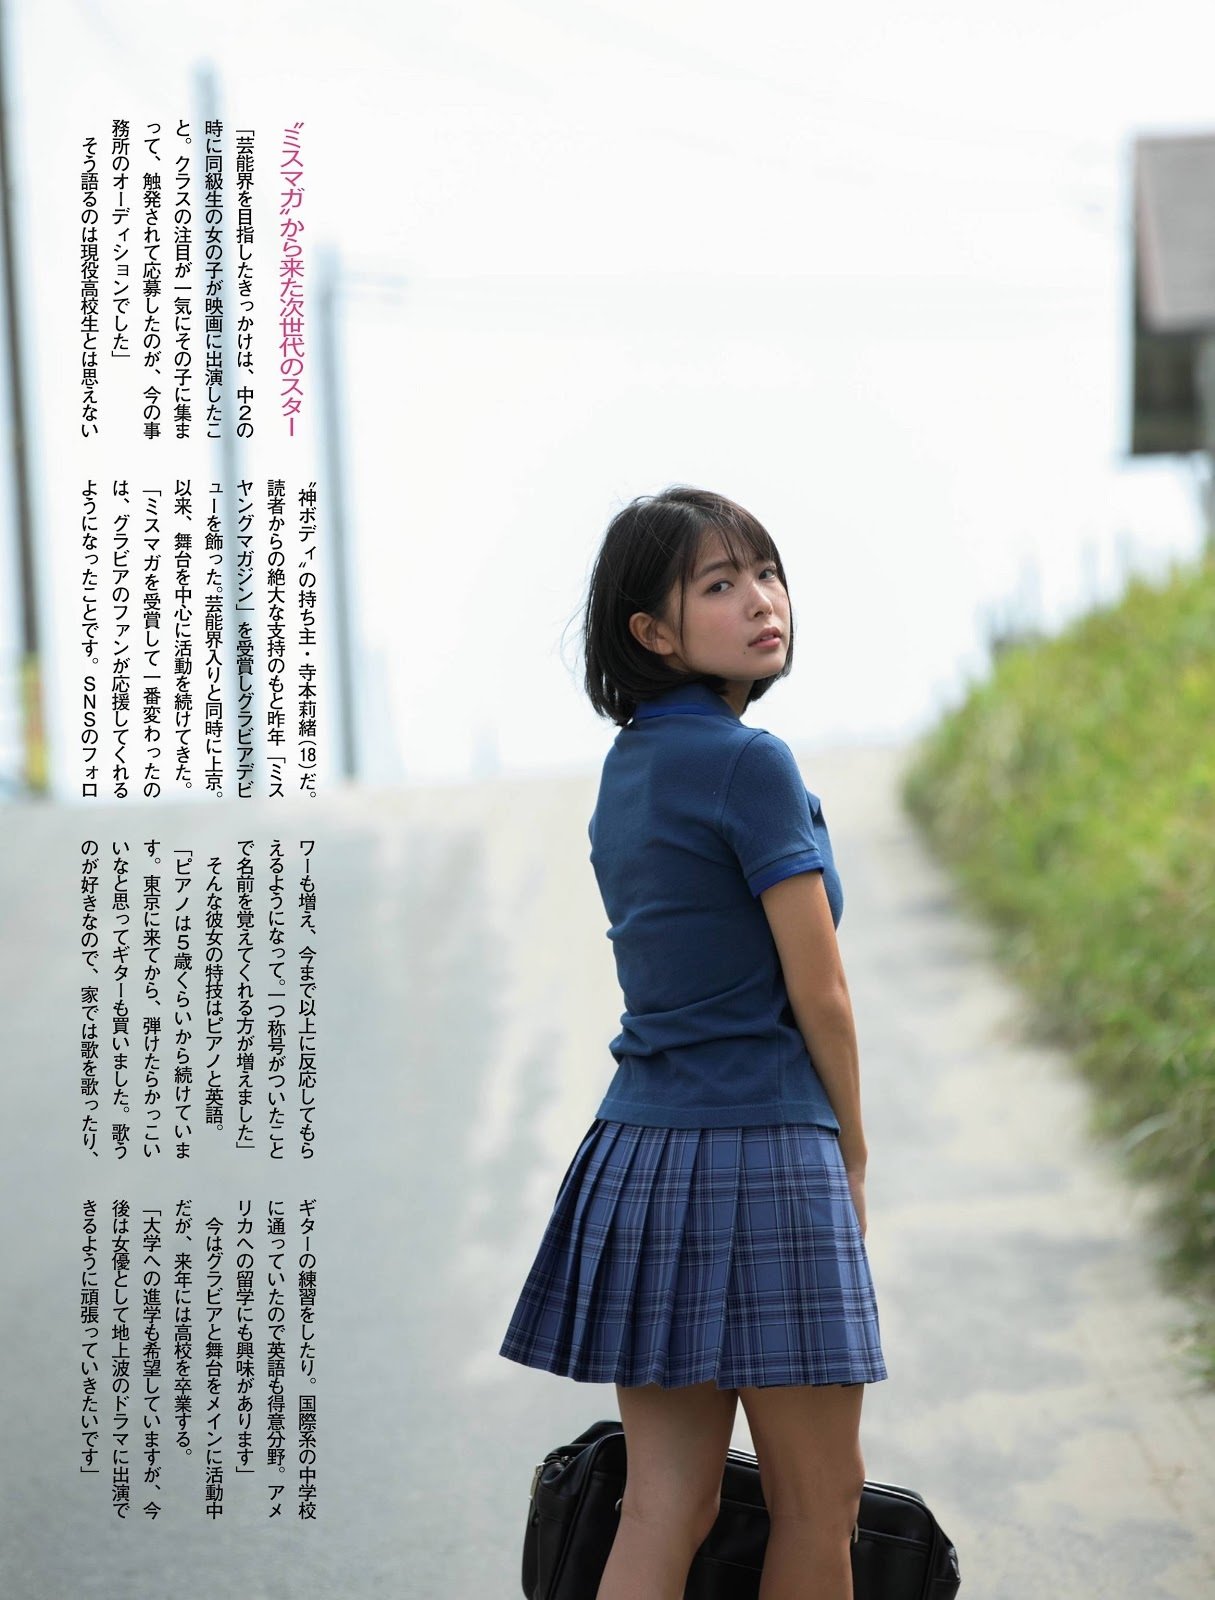 〝ミスマガ〟から来た次世代のスター
「芸能界を目指したきっかけは、中２の
時に同級生の女の子が映画に出演したこ
と。クラスの注目が一気にその子に集ま
って、触発されて応募したのが、今の事
務所のオーディションでした」
そう語るのは現役高校生とは思えない
〝神ボディ〟の持ち主・寺本莉緒(18)だ。
読者からの絶大な支持のもと昨年「ミス
ヤングマガジン」を受賞しグラビアデビ
ューを飾った。芸能界入りと同時に上京。
以来、舞台を中心に活動を続けてきた。
「ミスマガを受賞して一番変わったの
は、グラビアのファンが応援してくれる
ようになったことです。ＳＮＳのフォロ
ワーも増え、今まで以上に反応してもら
えるようになって。一つ称号がついたこと
で名前を覚えてくれる方が増えました」
そんな彼女の特技はピアノと英語。
「ピアノは５歳くらいから続けていま
す。東京に来てから、弾けたらかっこい
いなと思ってギターも買いました。歌う
のが好きなので、家では歌を歌ったり、
ギターの練習をしたり。国際系の中学校
に通っていたので英語も得意分野。アメ
リカへの留学にも興味があります」
今はグラビアと舞台をメインに活動中
だが、来年には高校を卒業する。
「大学への進学も希望していますが、今
後は女優として地上波のドラマに出演で
きるように頑張っていきたいです」